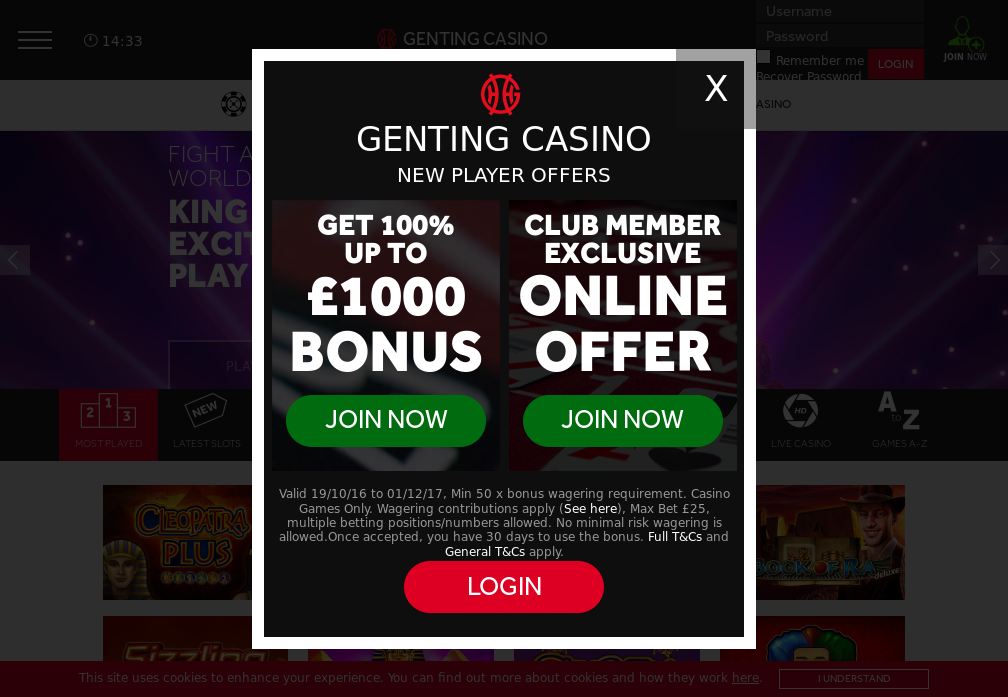 14:33
GENTING CASINO
Username
Password
Remember me
LOGIN
Recover Password
JOIN NOW
ASINO
FIGHT A
WORLD
KING
EXCIT
PLAY
PLA
X
GENTING CASINO
NEW PLAYER OFFERS
GET 100%
UP TO
£1000
BONUS
JOIN NOW
CLUB MEMBER
EXCLUSIVE
ONLINE
OFFER
JOIN NOW
Valid 19/10/16 to 01/12/17, Min 50 x bonus wagering requirement. Casino
Games Only. Wagering contributions apply (See here), Max Bet £25,
multiple betting positions/numbers allowed. No minimal risk wagering is
allowed.Once accepted, you have 30 days to use the bonus. Full T&Cs and
General T&Cs apply.
LOGIN
2 1 3
MOST PLAYED
NEW
LATEST SLOTS
HD
LIVE CASINO
A TO Z
GAMES A-Z
CLEOPATRA
PLUS
BOOK OF RA
Sizzling
This site uses cookies to enhance your experience. You can find out more about cookies and how they work here.
I UNDERSTAND